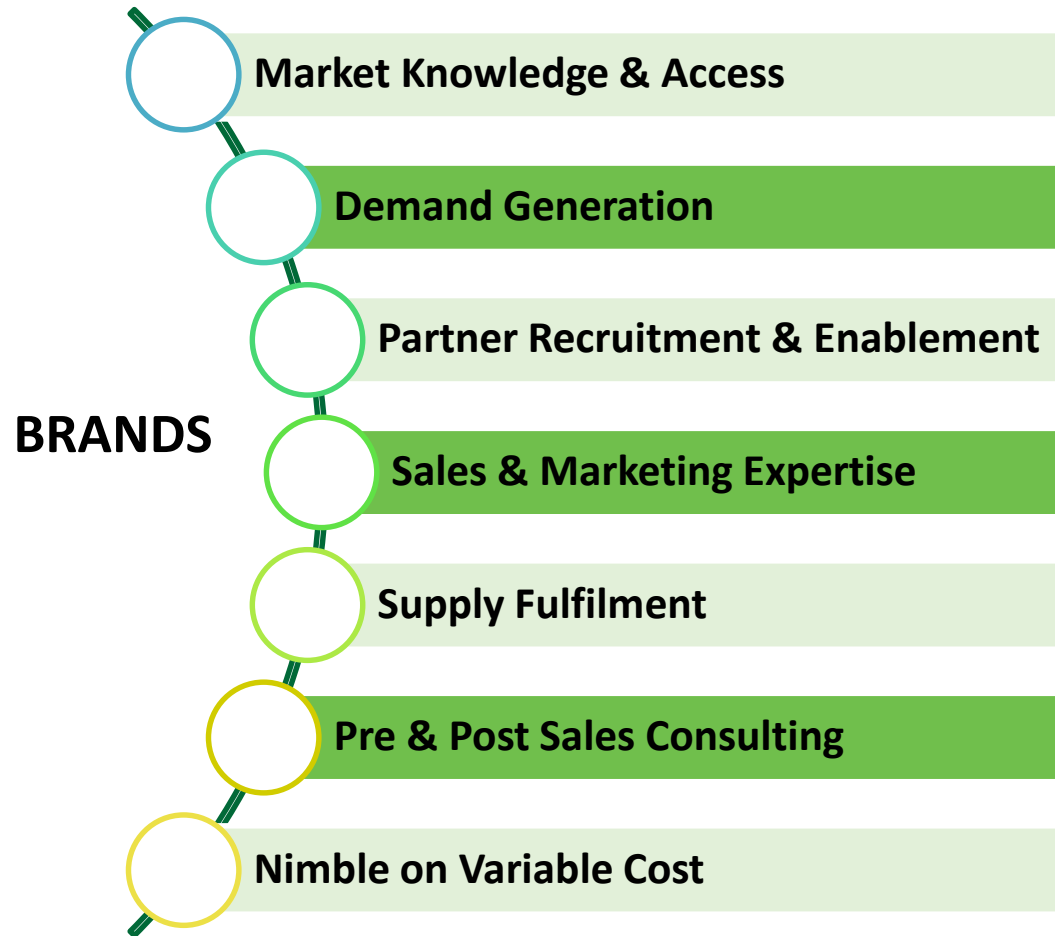 Market Knowledge & Access
Demand Generation
Partner Recruitment & Enablement
BRANDS
Sales & Marketing Expertise
Supply Fulfilment
Pre & Post Sales Consulting
Nimble on Variable Cost